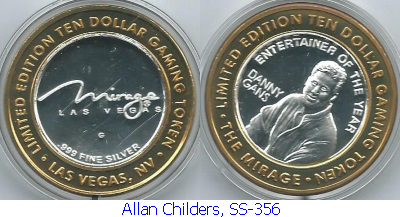 LIMITED EDITION TEN DOLLAR GAMING TOKEN
Mirage
LAS VEGAS
G
.999 FINE SILVER
• LAS VEGAS, NV •
• LIMITED EDITION TEN DOLLAR GAMING TOKEN
ENTERTAINER OF THE YEAR
DANNY
GANS
• THE MIRAGE •
Allan Childers, SS-356